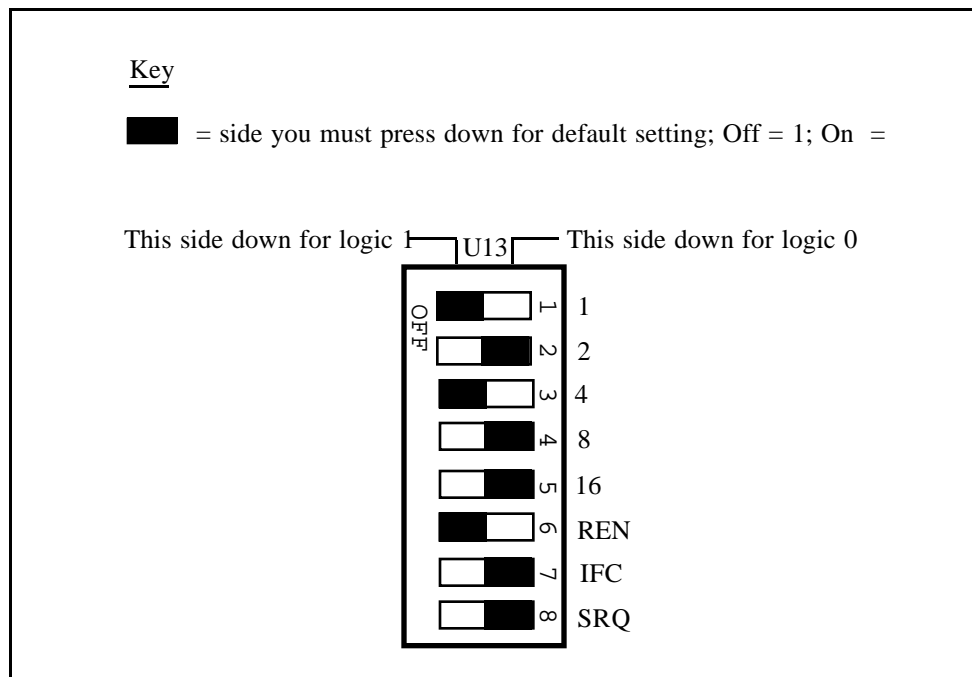 Key
= side you must press down for default setting; Off = 1; On =
This side down for logic 1 U13 This side down for logic 0
OFF
1 1
2 2
3 4
4 8
5 16
6 REN
7 IFC
8 SRQ